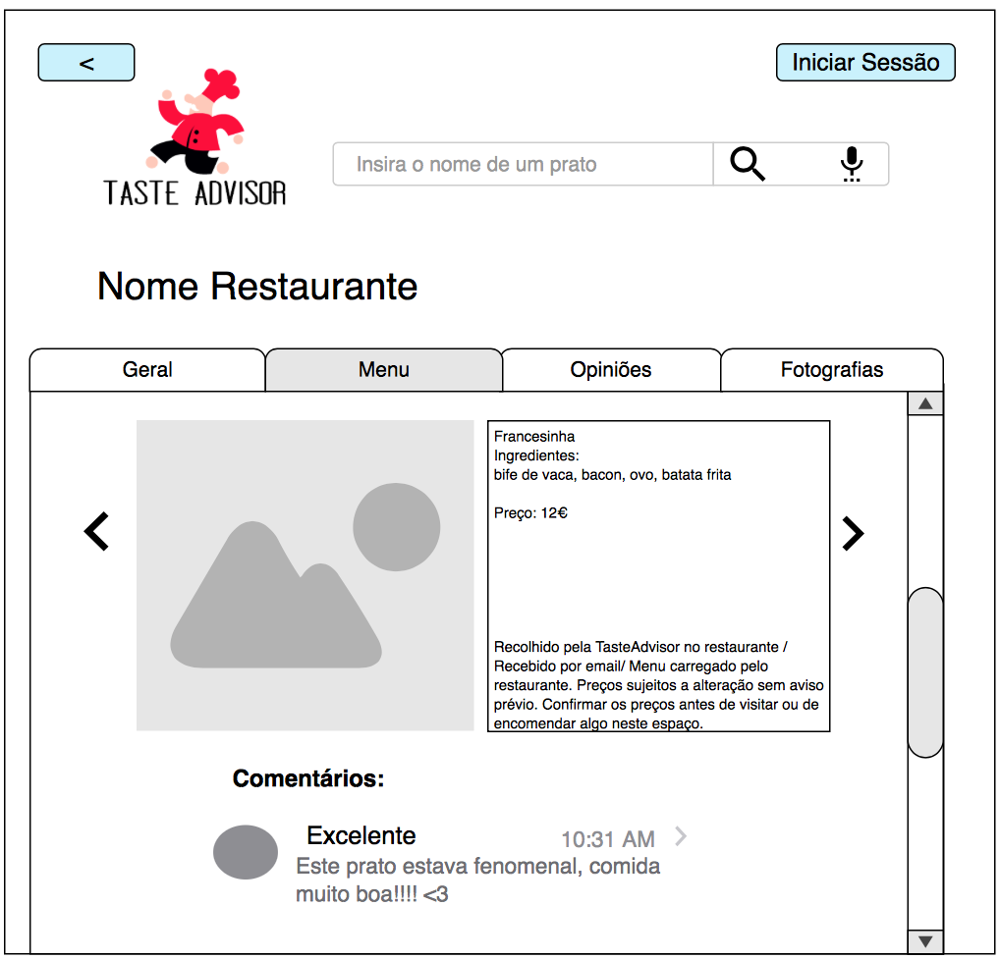 <
Iniciar Sessão
TASTE ADVISOR
Insira o nome de um prato
Nome Restaurante
Geral
Menu
Opiniões
Fotografias
Francesinha
Ingredientes:
bife de vaca, bacon, ovo, batata frita
Preço: 12€
Recolhido pela TasteAdvisor no restaurante /
Recebido por email/ Menu carregado pelo
restaurante. Preços sujeitos a alteração sem aviso
prévio. Confirmar os preços antes de visitar ou de
encomendar algo neste espaço.
Comentários:
Excelente
10:31 AM
Este prato estava fenomenal, comida
muito boa!!!! <3